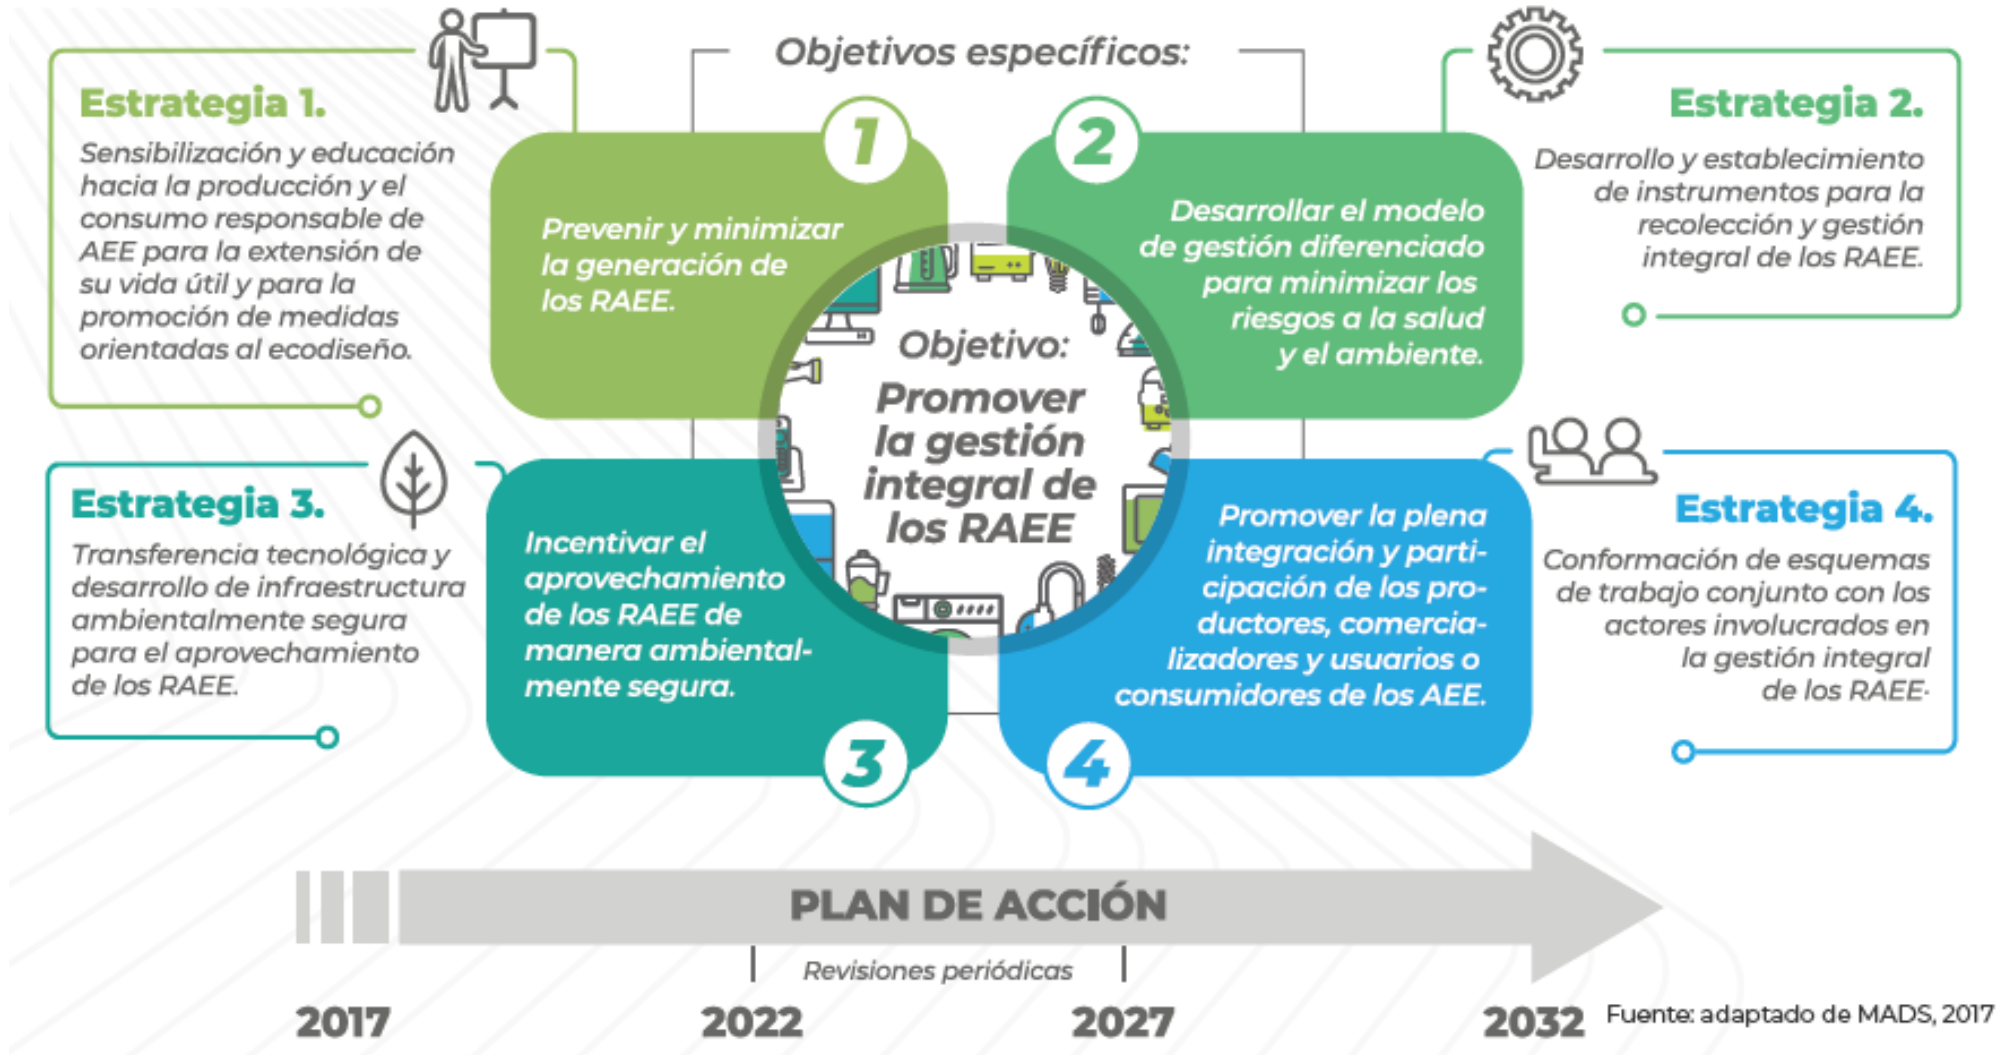 Objetivos específicos:
Estrategia 1.
Sensibilización y educación
hacia la producción y el
consumo responsable de
AEE para la extensión de
su vida útil y para la
promoción de medidas
orientadas al ecodiseño.
1
Prevenir y minimizar
la generación de
los RAEE.
2
Desarrollar el modelo
de gestión diferenciado
para minimizar los
riesgos a la salud
y el ambiente.
Estrategia 2.
Desarrollo y establecimiento
de instrumentos para la
recolección y gestión
integral de los RAEE.
Objetivo:
Promover
la gestión
integral de
los RAEE
Estrategia 3.
Transferencia tecnológica y
desarrollo de infraestructura
ambientalmente segura
para el aprovechamiento
de los RAEE.
Incentivar el
aprovechamiento
de los RAEE de
manera ambiental-
mente segura.
3
Promover la plena
integración y parti-
cipación de los pro-
ductores, comercia-
lizadores y usuarios o
consumidores de los AEE.
4
Estrategia 4.
Conformación de esquemas
de trabajo conjunto con los
actores involucrados en
la gestión integral
de los RAEE·
PLAN DE ACCIÓN
Revisiones periódicas
2017
2022
2027
2032
Fuente: adaptado de MADS, 2017